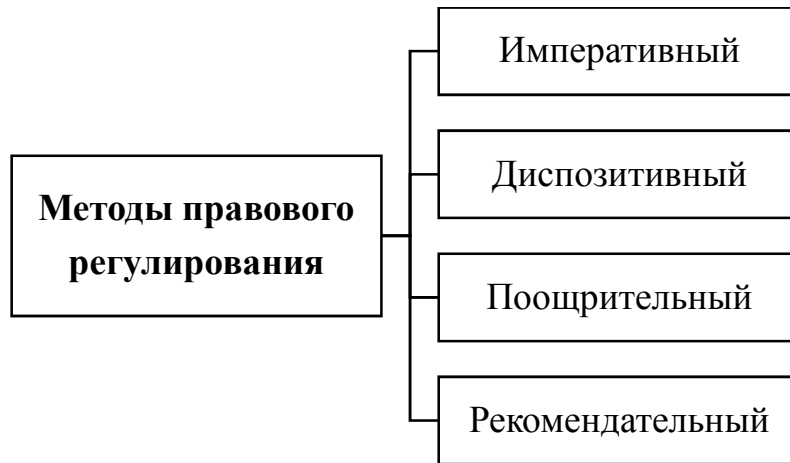 Методы правового
регулирования
Императивный
Диспозитивный
Поощрительный
Рекомендательный